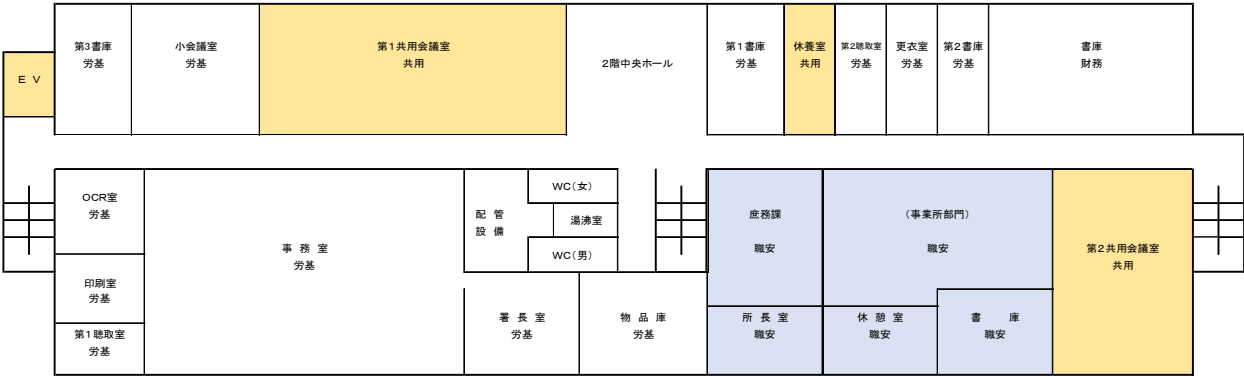 第3書庫
労基
小会議室
労基
第1共用会議室
共用
2階中央ホール
第1書庫
労基
休養室
共用
第2聴取室
労基
更衣室
労基
第2書庫
労基
書庫
財務
ＥＶ
OCR室
労基
事 務 室
労基
配 管
設 備
WC(女)
湯沸室
WC(男)
庶務課
職安
(事業所部門)
職安
第2共用会議室
共用
印刷室
労基
第1聴取室
労基
署 長 室
労基
物 品 庫
労基
所 長 室
職安
休 憩 室
職安
書　　庫
職安